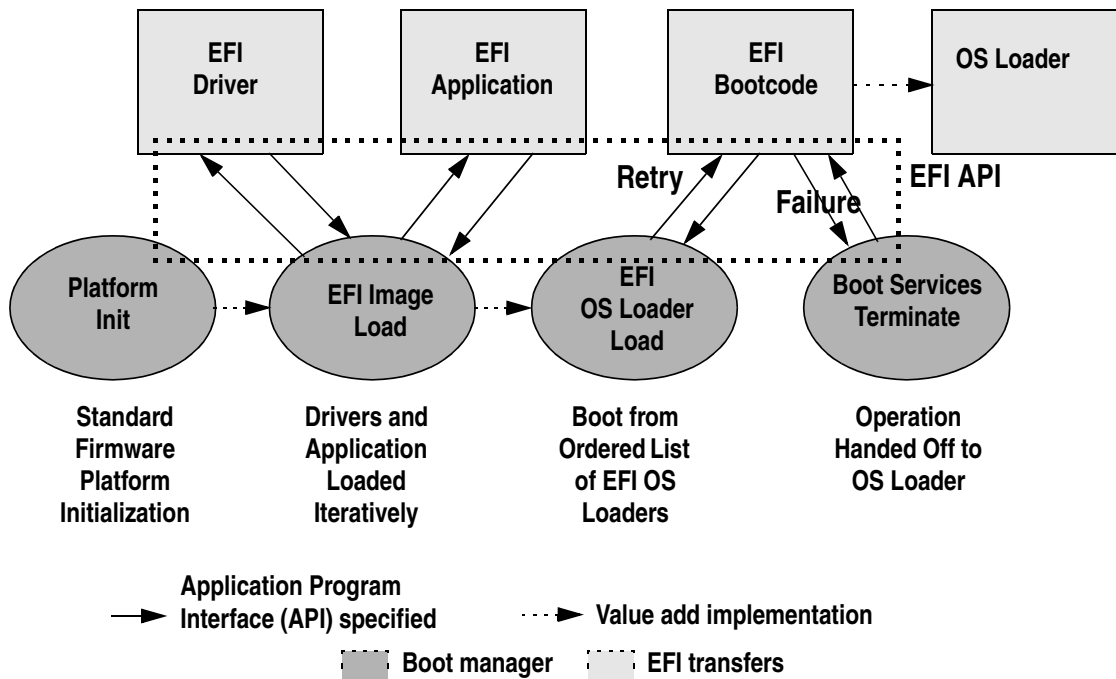 EFI
Driver
EFI
Application
EFI
Bootcode
OS Loader
Retry
Failure
EFI API
Platform
Init
EFI Image
Load
EFI
OS Loader
Load
Boot Services
Terminate
Standard
Firmware
Platform
Initialization
Drivers and
Application
Loaded
Iteratively
Boot from
Ordered List
of EFI OS
Loaders
Operation
Handed Off to
OS Loader
Application Program
Interface (API) specified
Value add implementation
Boot manager
EFI transfers